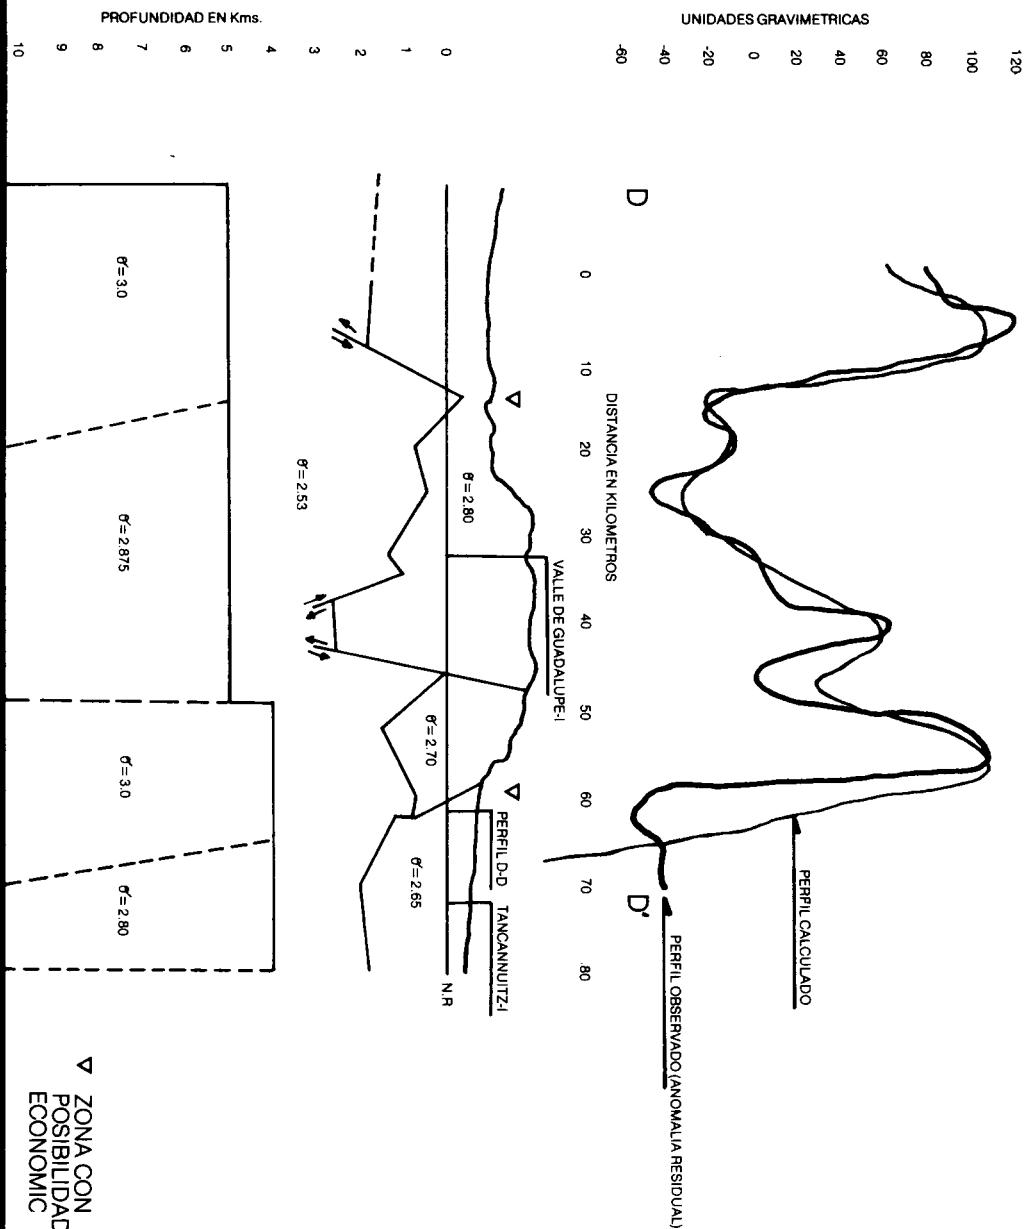 UNIDADES GRAVIMETRICAS
120
100
80
60
40
20
0
-20
-40
-60
PERFIL CALCULADO
PERFIL OBSERVADO (ANOMALIA RESIDUAL)
D
D'
0
10
20
30
40
50
60
70
80
DISTANCIA EN KILOMETROS
VALLE DE GUADALUPE-I
PERFIL D-D
TANCANNUITZ-I
N.R
PROFUNDIDAD EN Kms.
0
1
2
3
4
5
6
7
8
9
10
σ= 2.80
σ= 2.70
σ= 2.65
σ= 2.53
σ= 3.0
σ= 2.875
σ= 3.0
σ= 2.80
ZONA CON
POSIBILIDAD
ECONOMIC